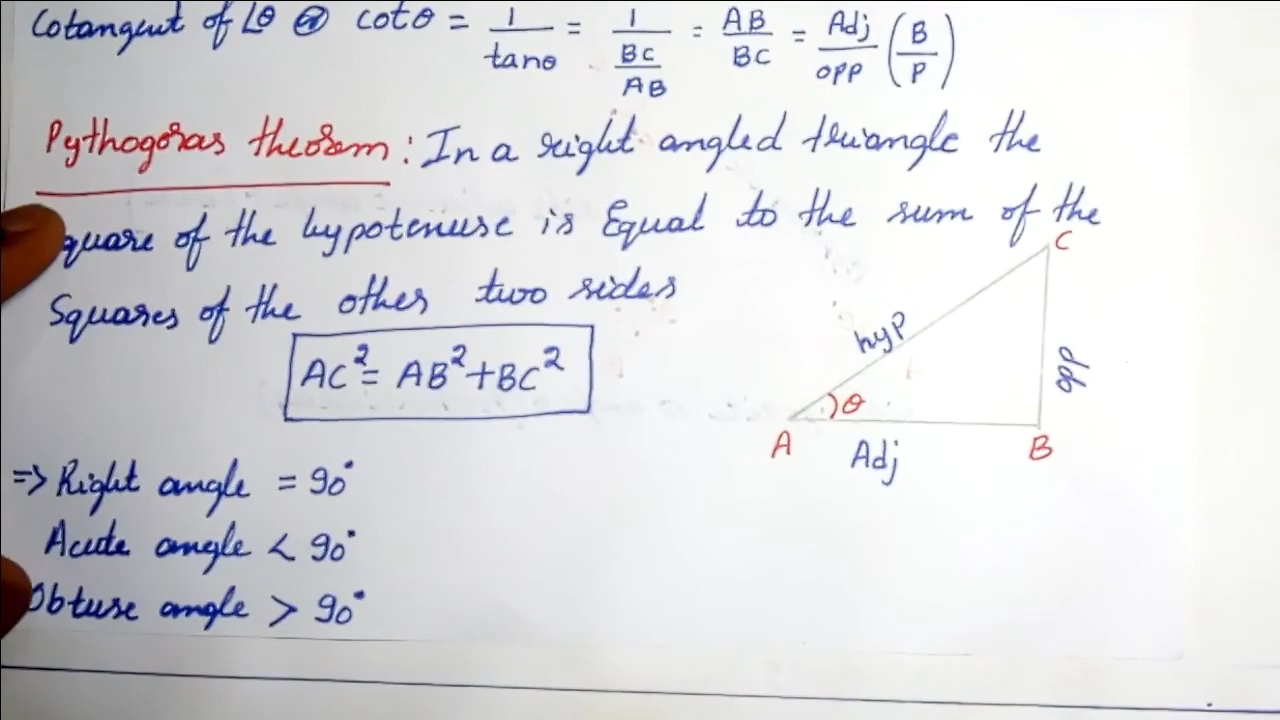 Cotangent of ∠θ @ cotθ = 1/tanθ = 1/(BC/AB) = AB/BC = Adj/opp (B/P)
Pythogoras theorem : In a right angled triangle the
quare of the hypotenuse is Equal to the sum of the
Squares of the other two sides
AC² = AB² + BC²
C
hyp
opp
θ
A
B
Adj
=> Right angle = 90°
Acute angle < 90°
Obtuse angle > 90°